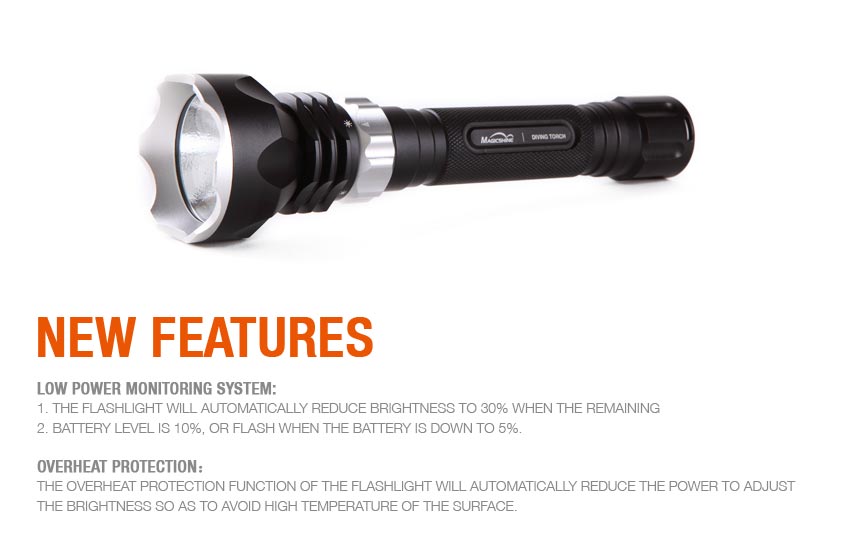 MAGICSHINE | DIVING TORCH
NEW FEATURES
LOW POWER MONITORING SYSTEM:
1. THE FLASHLIGHT WILL AUTOMATICALLY REDUCE BRIGHTNESS TO 30% WHEN THE REMAINING
2. BATTERY LEVEL IS 10%, OR FLASH WHEN THE BATTERY IS DOWN TO 5%.
OVERHEAT PROTECTION:
THE OVERHEAT PROTECTION FUNCTION OF THE FLASHLIGHT WILL AUTOMATICALLY REDUCE THE POWER TO ADJUST
THE BRIGHTNESS SO AS TO AVOID HIGH TEMPERATURE OF THE SURFACE.